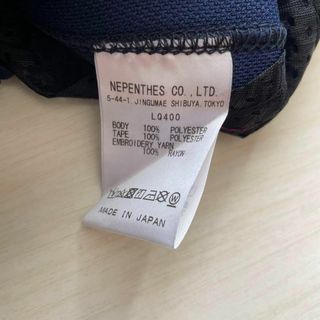 NEPENTHES CO., LTD.
5-44-1 JINGUMAE SHIBUYA, TOKYO
LQ400
BODY 100% POLYESTER
TAPE 100% POLYESTER
EMBROIDERY YARN
100% RAYON
MADE IN JAPAN